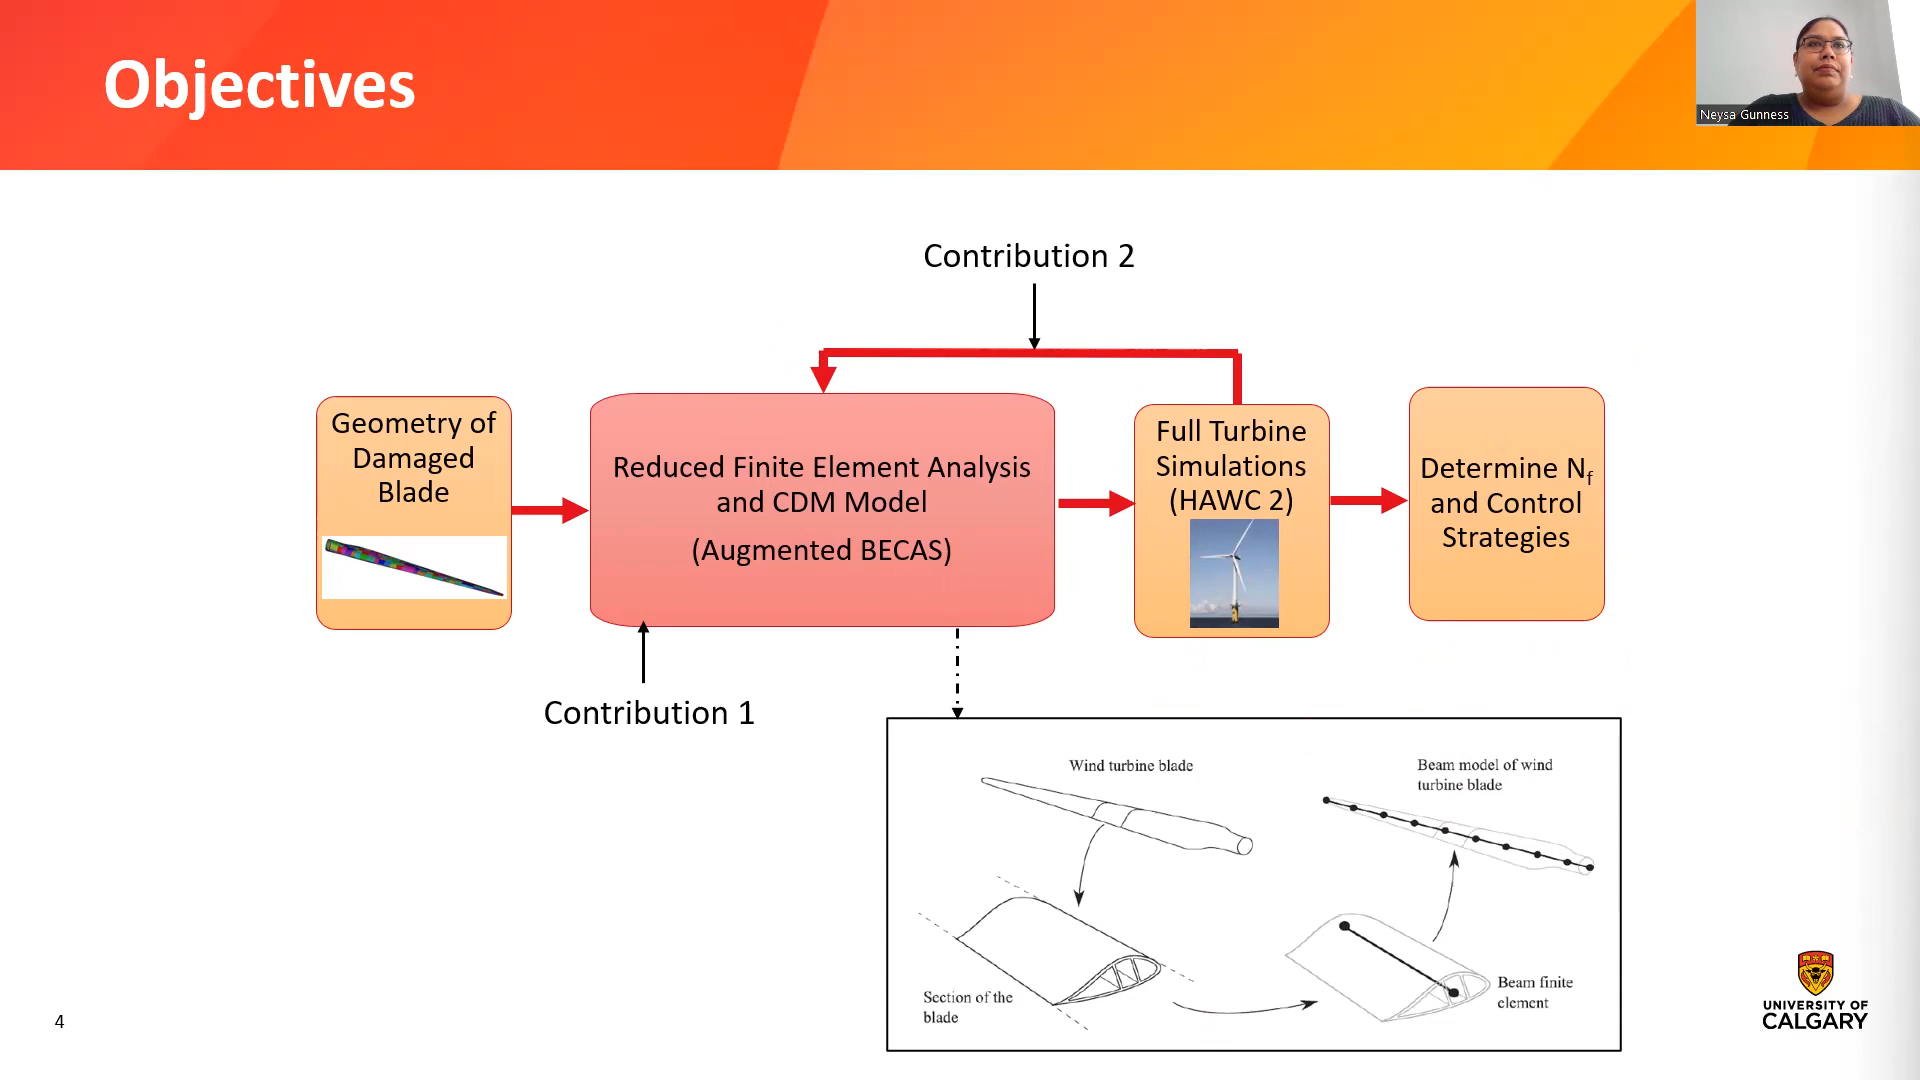 Objectives
Neysa Gunness
Contribution 2
Geometry of
Damaged
Blade
Reduced Finite Element Analysis
and CDM Model
(Augmented BECAS)
Full Turbine
Simulations
(HAWC 2)
Determine Nf
and Control
Strategies
Contribution 1
Wind turbine blade
Beam model of wind
turbine blade
Section of the
blade
Beam finite
element
4
UNIVERSITY OF
CALGARY